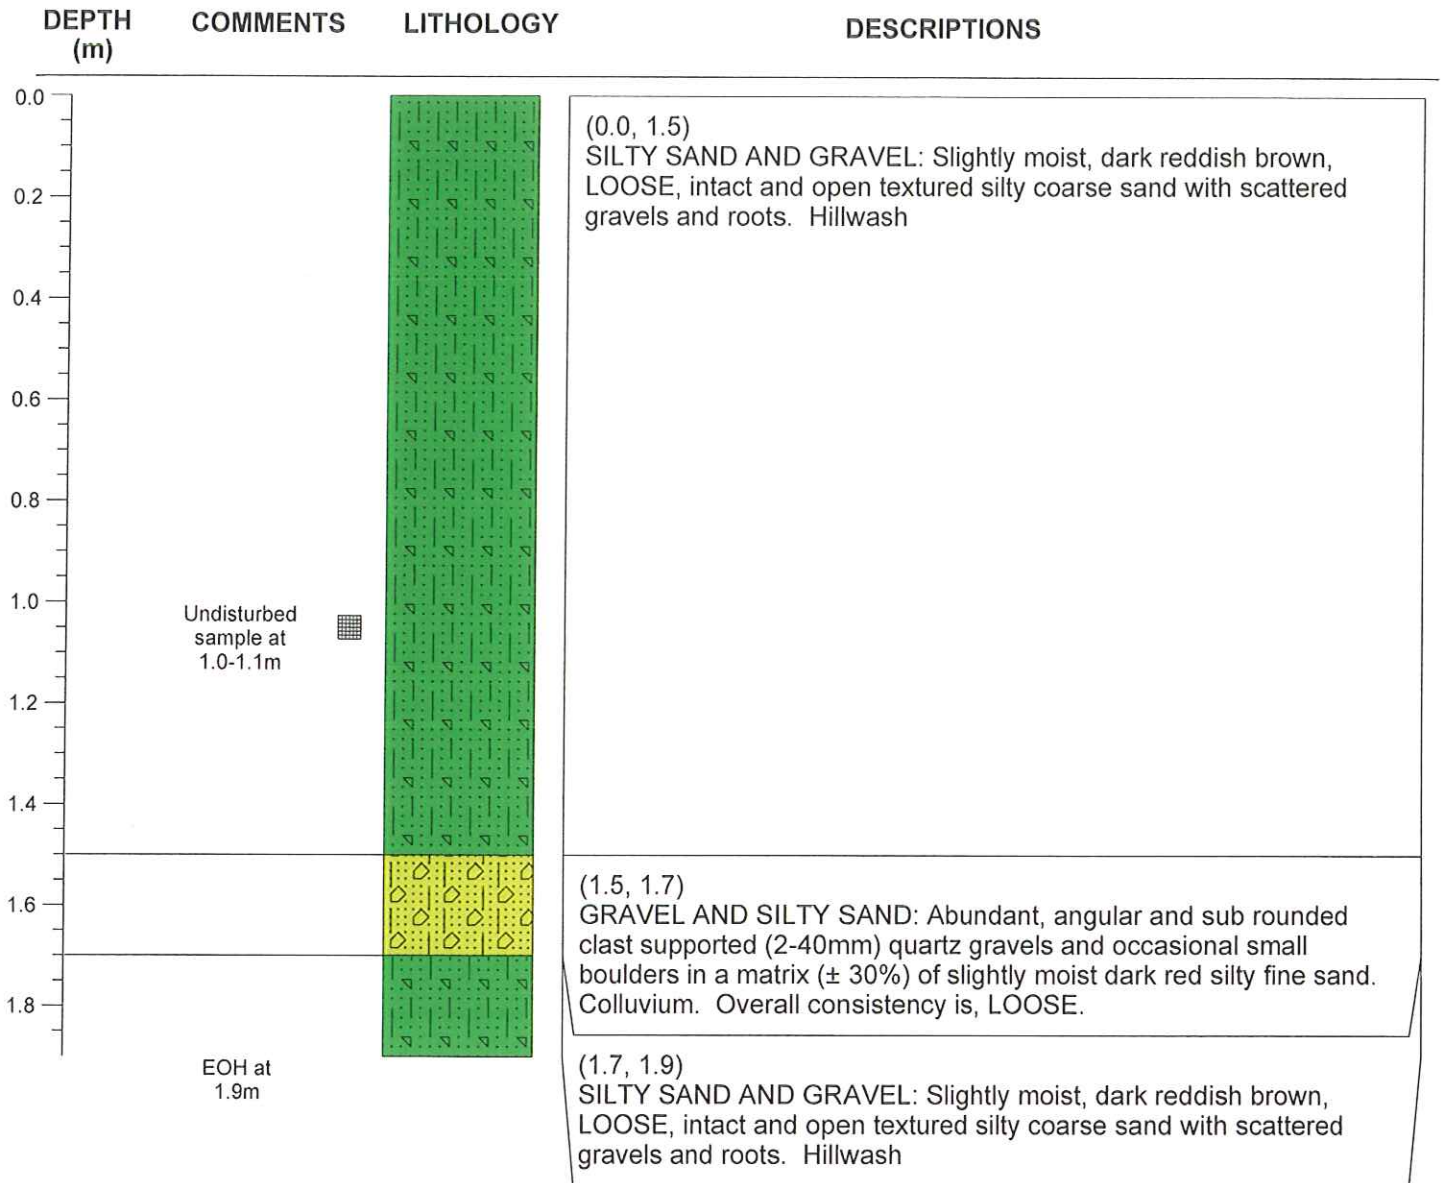 DEPTH
(m)
COMMENTS
LITHOLOGY
DESCRIPTIONS
0.0
0.2
0.4
0.6
0.8
1.0
1.2
1.4
1.6
1.8
Undisturbed
sample at
1.0-1.1m
EOH at
1.9m
(0.0, 1.5)
SILTY SAND AND GRAVEL: Slightly moist, dark reddish brown,
LOOSE, intact and open textured silty coarse sand with scattered
gravels and roots. Hillwash
(1.5, 1.7)
GRAVEL AND SILTY SAND: Abundant, angular and sub rounded
clast supported (2-40mm) quartz gravels and occasional small
boulders in a matrix (± 30%) of slightly moist dark red silty fine sand.
Colluvium. Overall consistency is, LOOSE.
(1.7, 1.9)
SILTY SAND AND GRAVEL: Slightly moist, dark reddish brown,
LOOSE, intact and open textured silty coarse sand with scattered
gravels and roots. Hillwash